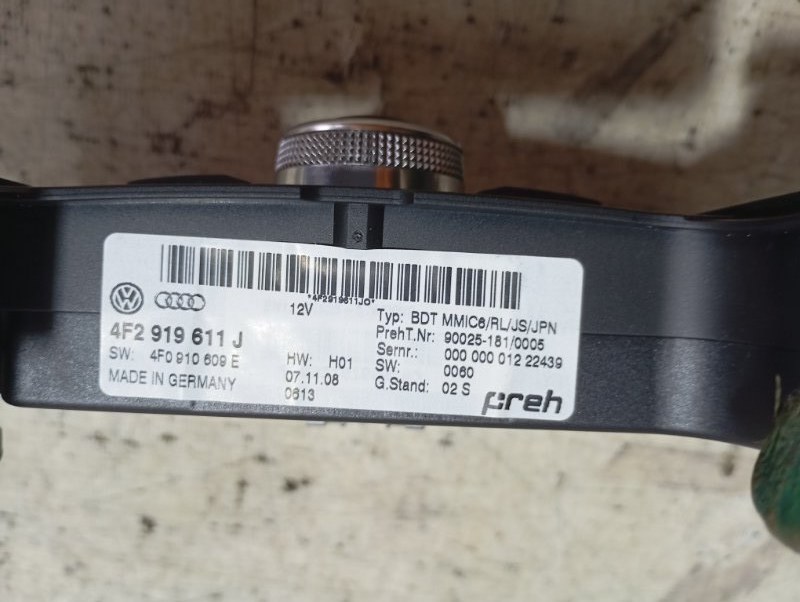 *4F2919611JO*
12V
4F2 919 611 J
SW: 4F0 910 609 E
MADE IN GERMANY
HW: H01
07.11.08
0613
Typ: BDT MMIC6/RL/JS/JPN
PrehT.Nr: 90025-181/0005
Sernr.: 000 000 012 22439
SW: 0060
G.Stand: 02 S
preh